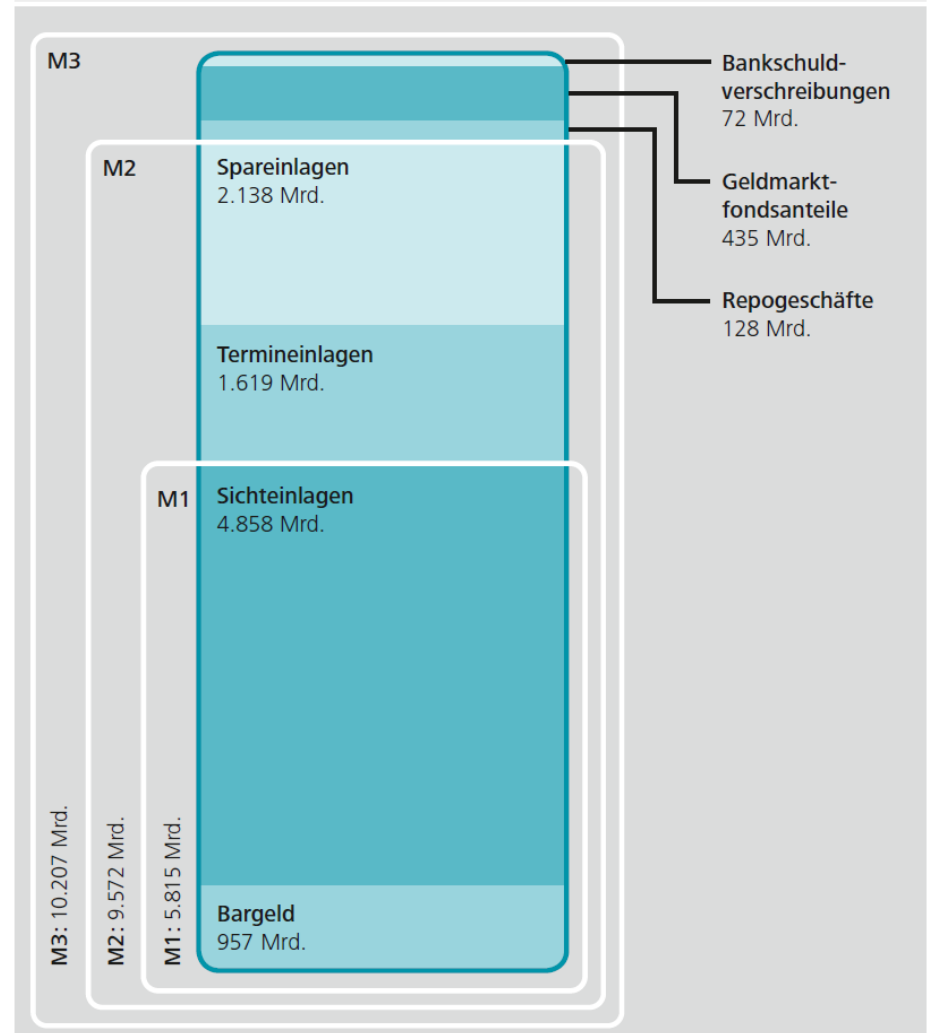 M3
M2
Spareinlagen
2.138 Mrd.
Termineinlagen
1.619 Mrd.
M1
Sichteinlagen
4.858 Mrd.
Bargeld
957 Mrd.
M3: 10.207 Mrd.
M2: 9.572 Mrd.
M1: 5.815 Mrd.
Bankschuld-
verschreibungen
72 Mrd.
Geldmarkt-
fondsanteile
435 Mrd.
Repogeschäfte
128 Mrd.